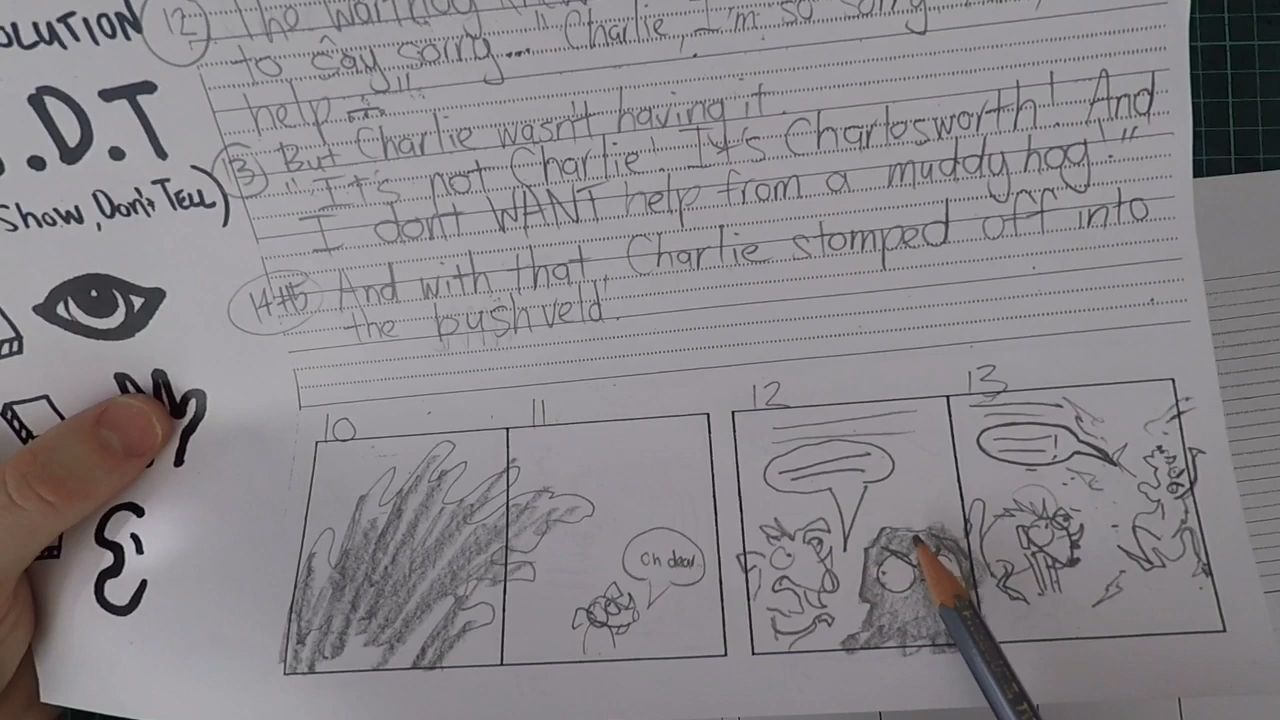 OLUTION
12 The warthog
to say sorry... "Charlie, I'm so sorry
help "
13 But Charlie wasn't having it.
"It's not Charlie! It's Charlesworth! And
I don't WANT help from a muddy hog!"
14+15 And with that, Charlie stomped off into
the bushveld.
.D.T
Show, Don't TELL)
10
11
12
13
Oh dear.